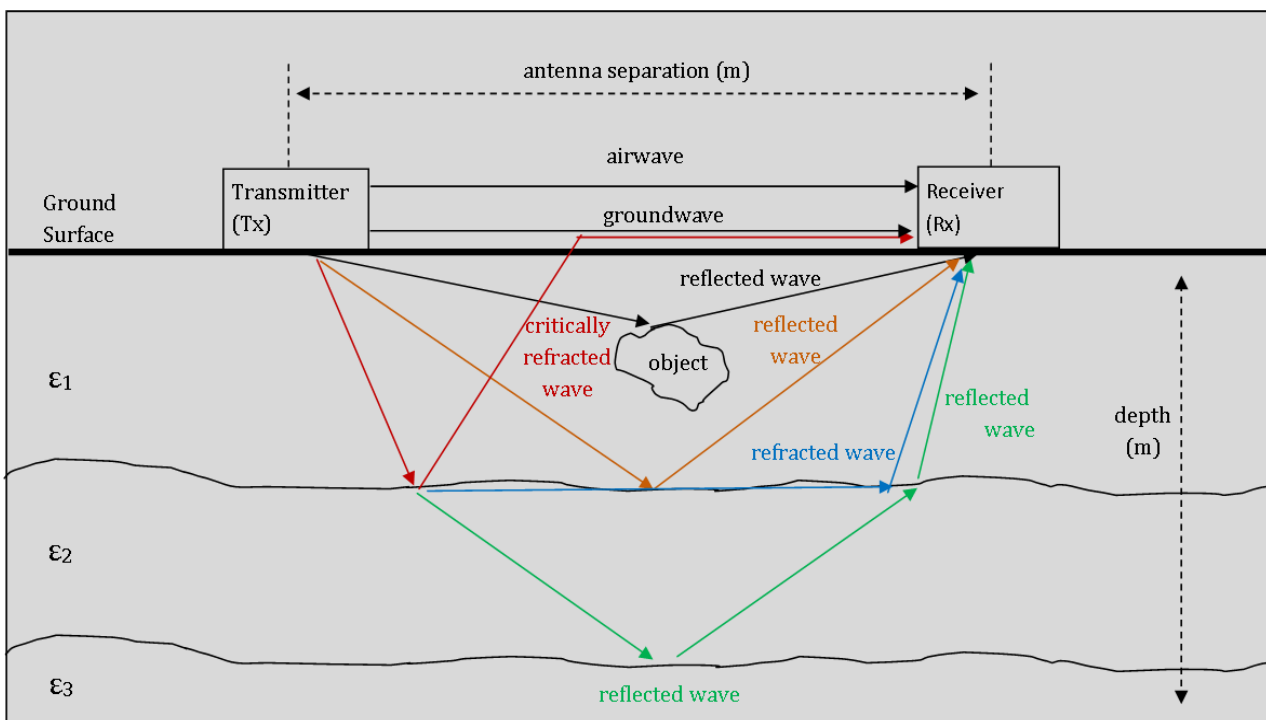 antenna separation (m)
airwave
Transmitter
(Tx)
Receiver
(Rx)
Ground
Surface
groundwave
reflected wave
critically
refracted
wave
object
reflected
wave
ε1
reflected
wave
depth
(m)
refracted wave
ε2
ε3
reflected wave